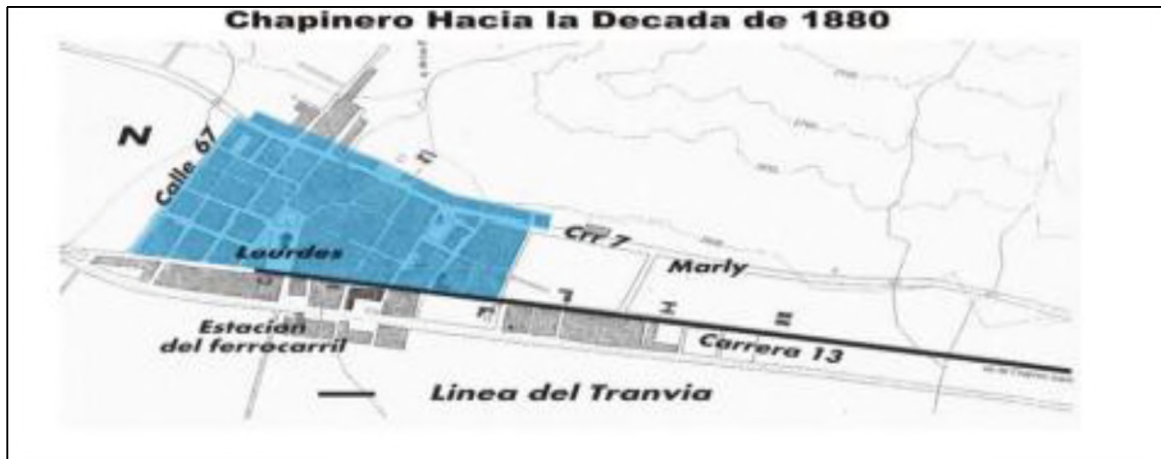 Chapinero Hacia la Decada de 1880
N
Calle 67
Lourdes
Crr 7
Marly
Estación
del ferrocarril
Carrera 13
Linea del Tranvia